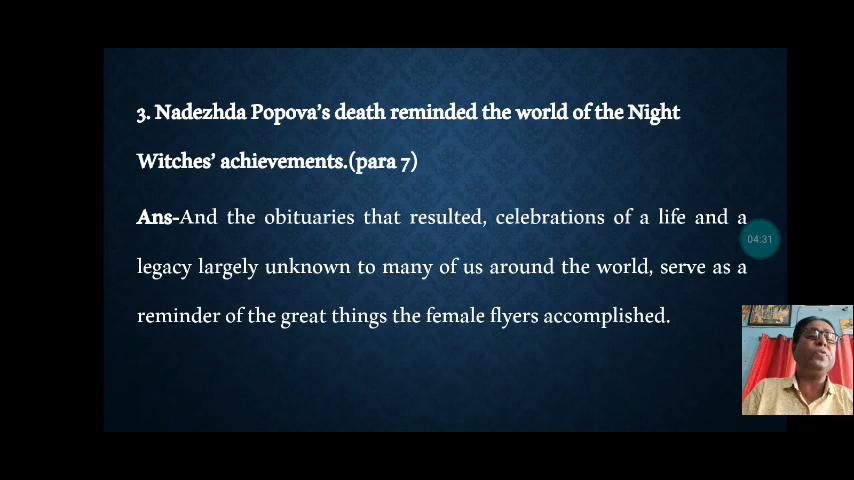 3. Nadezhda Popova's death reminded the world of the Night
Witches' achievements.(para 7)
Ans-And the obituaries that resulted, celebrations of a life and a
legacy largely unknown to many of us around the world, serve as a
reminder of the great things the female flyers accomplished.
04:31